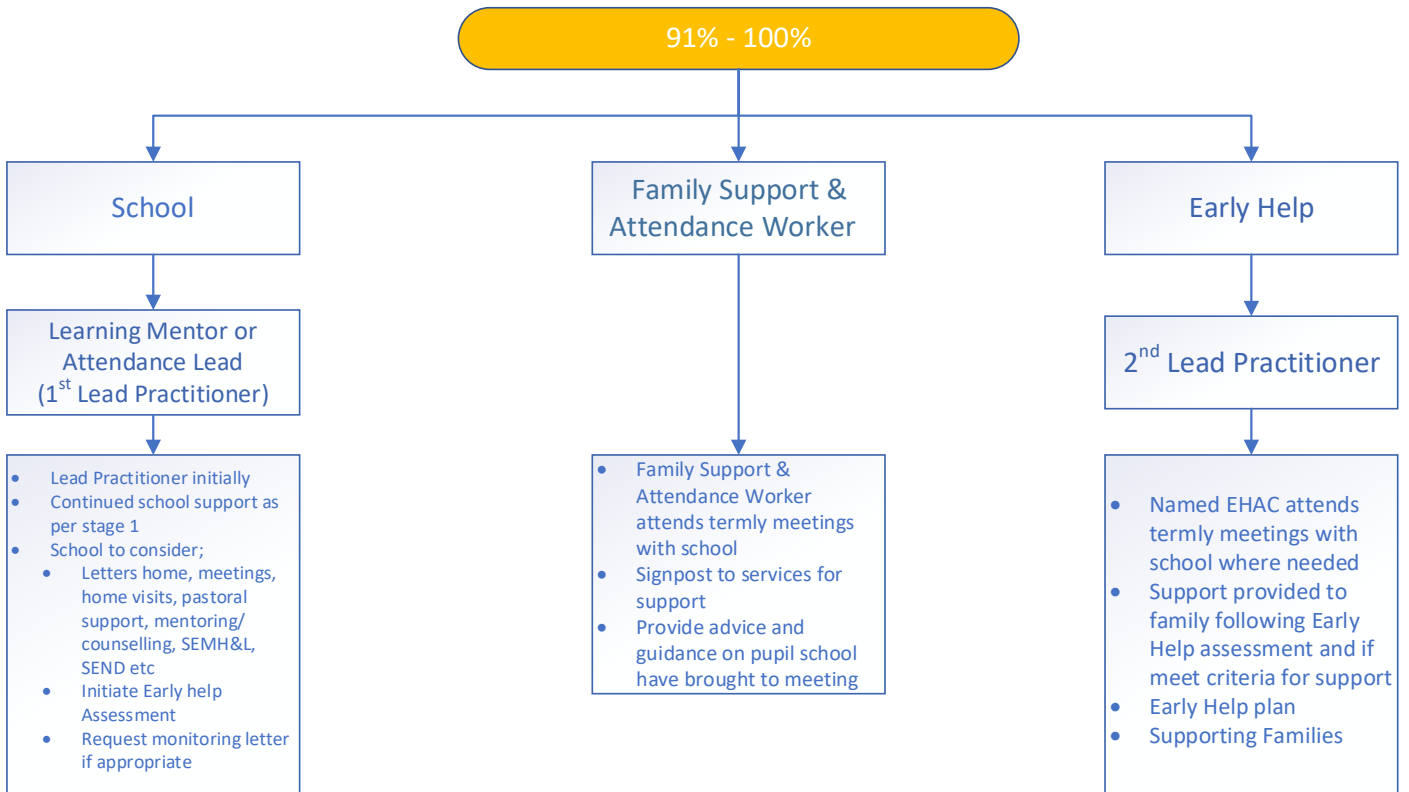 91% - 100%
School
Family Support &
Attendance Worker
Early Help
Learning Mentor or
Attendance Lead
(1st Lead Practitioner)
2nd Lead Practitioner
• Lead Practitioner initially
• Continued school support as
per stage 1
• School to consider;
• Letters home, meetings,
home visits, pastoral
support, mentoring/
counselling, SEMH&L,
SEND etc
• Initiate Early help
Assessment
• Request monitoring letter
if appropriate
• Family Support &
Attendance Worker
attends termly meetings
with school
• Signpost to services for
support
• Provide advice and
guidance on pupil school
have brought to meeting
• Named EHAC attends
termly meetings with
school where needed
• Support provided to
family following Early
Help assessment and if
meet criteria for support
• Early Help plan
• Supporting Families